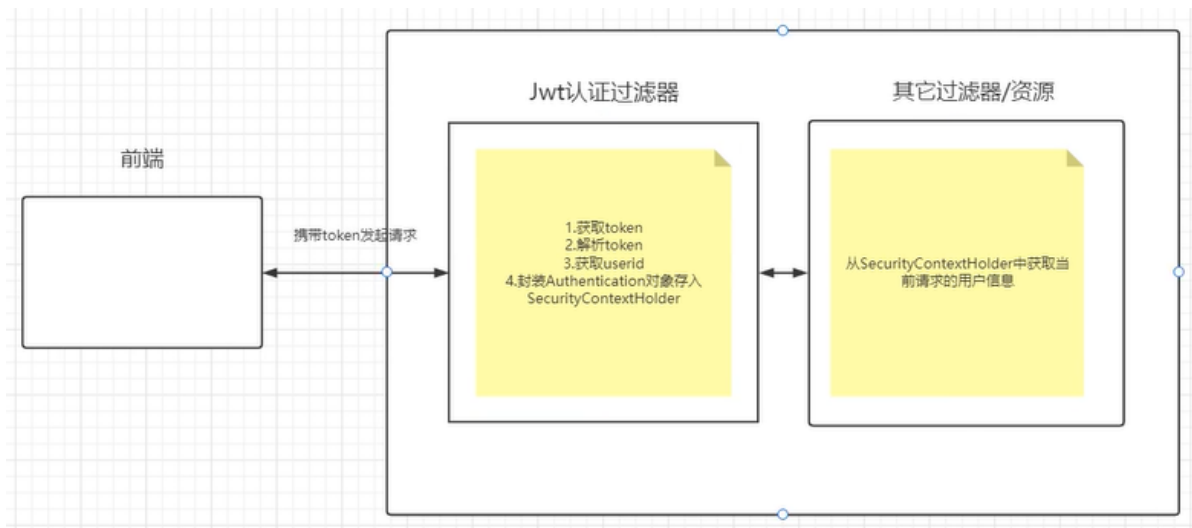 前端
携带token发起请求
Jwt认证过滤器
1.获取token
2.解析token
3.获取userid
4.封装Authentication对象存入
SecurityContextHolder
其它过滤器/资源
从SecurityContextHolder中获取当
前请求的用户信息